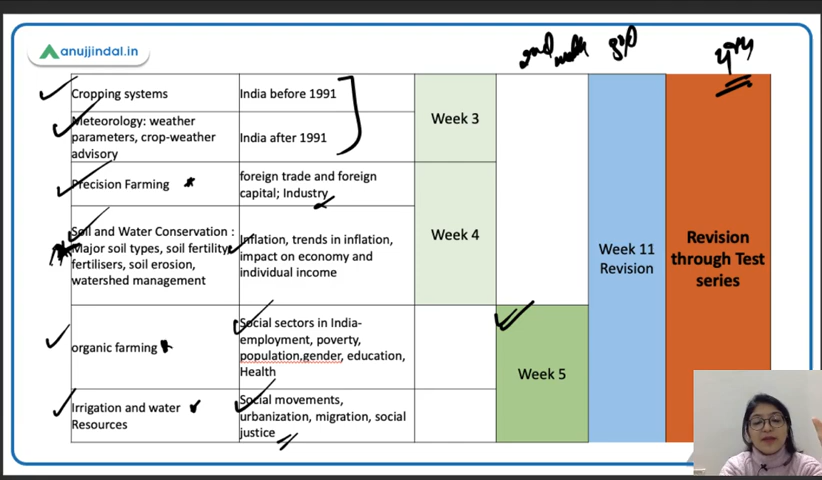 anujjindal.in
Cropping systems
India before 1991
Week 3
Meteorology: weather
parameters, crop-weather
advisory
India after 1991
Precision Farming
foreign trade and foreign
capital; Industry
Week 4
Soil and Water Conservation :
Major soil types, soil fertility,
fertilisers, soil erosion,
watershed management
Inflation, trends in inflation,
impact on economy and
individual income
Week 11
Revision
Revision
through Test
series
organic farming
Social sectors in India-
employment, poverty,
population,gender, education,
Health
Week 5
Irrigation and water
Resources
Social movements,
urbanization, migration, social
justice